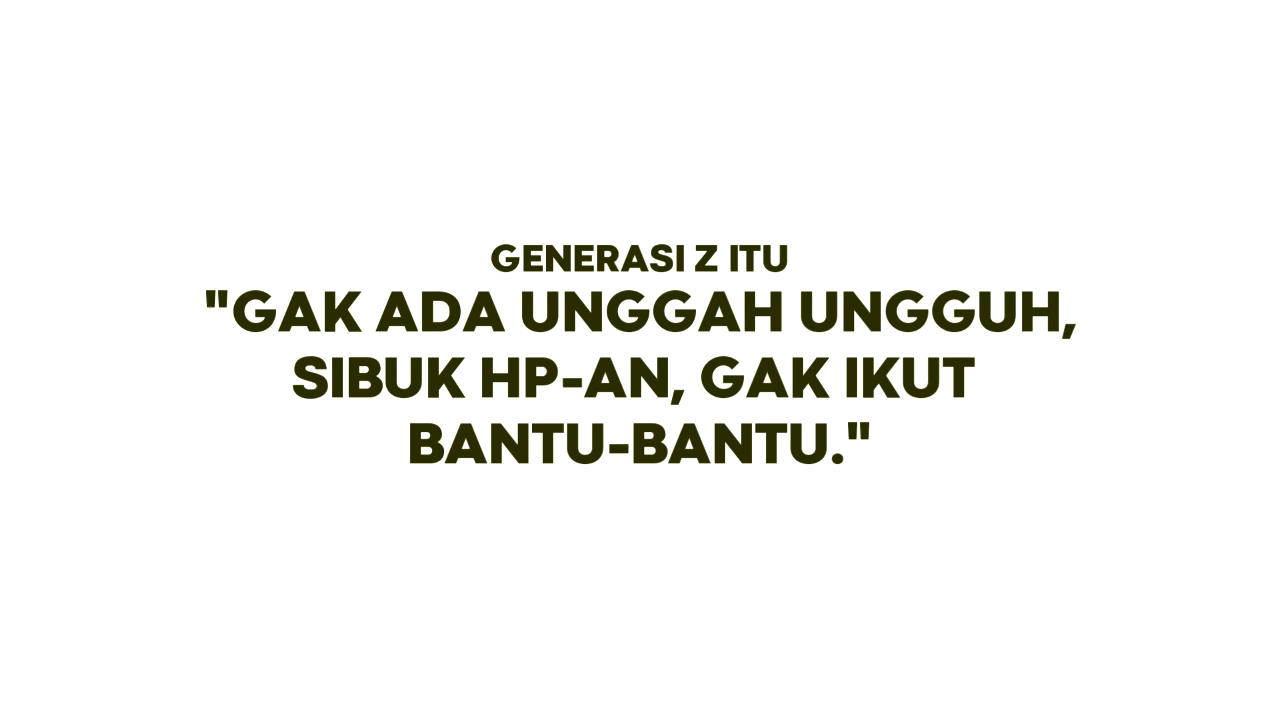 GENERASI Z ITU
"GAK ADA UNGGAH UNGGUH,
SIBUK HP-AN, GAK IKUT
BANTU-BANTU."